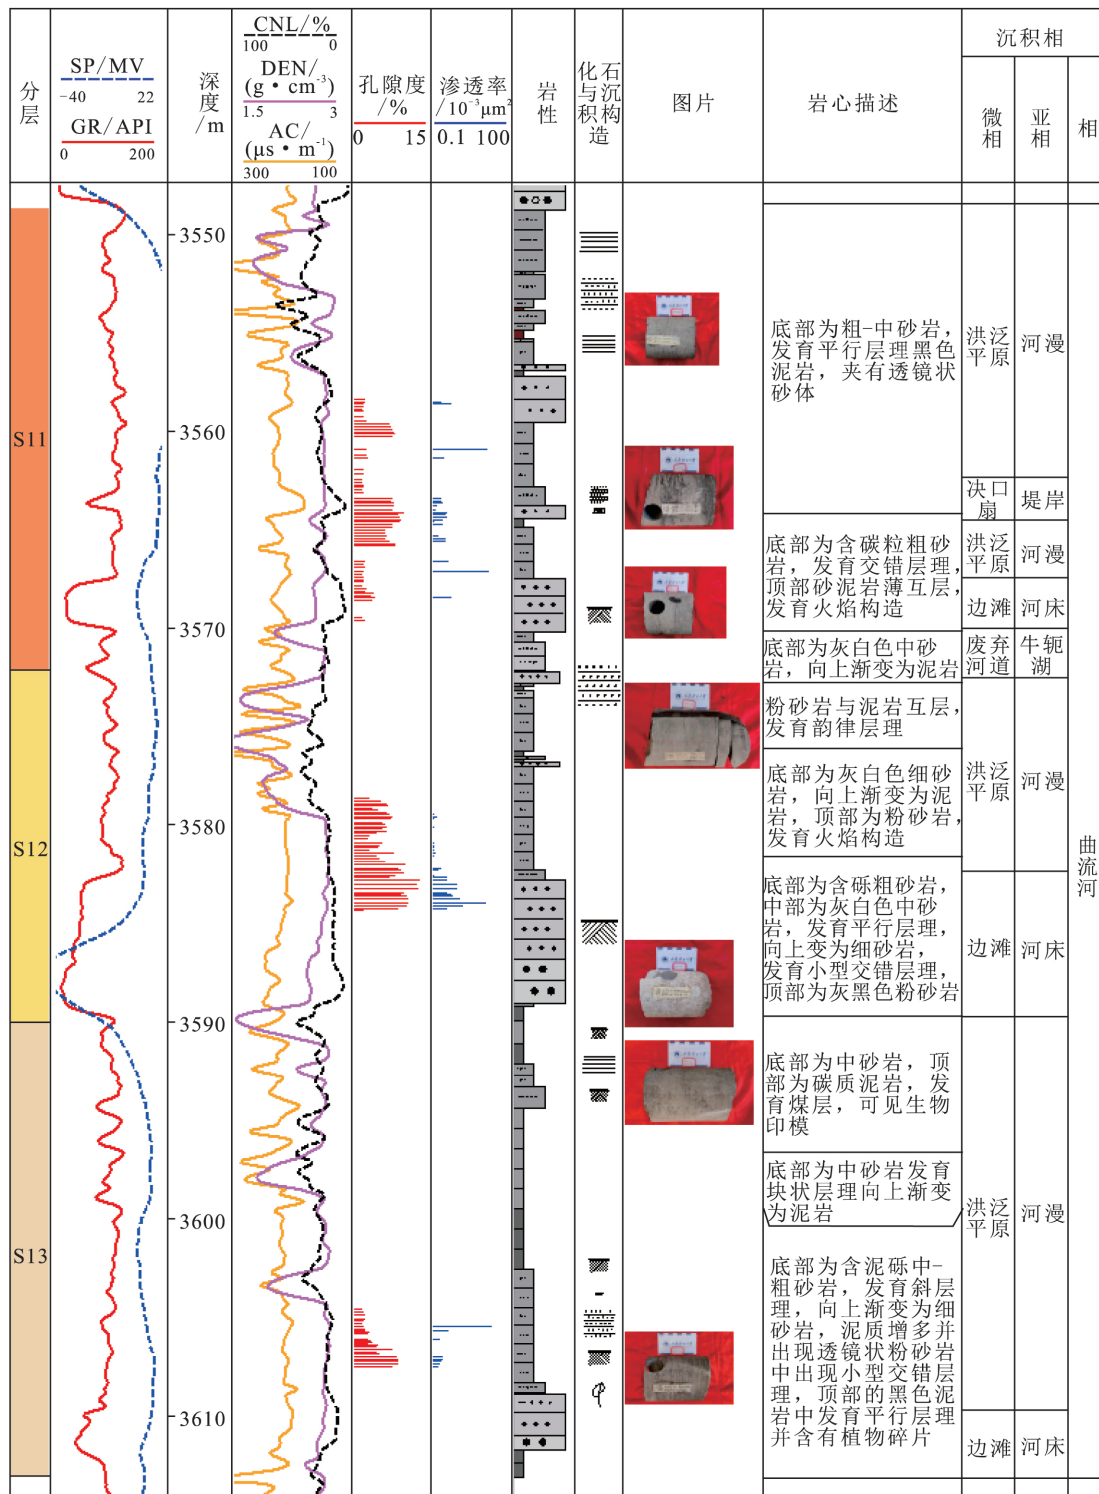 分层
SP/MV
-40 22
GR/API
0 200
深度/m
CNL/%
100 0
DEN/
(g·cm⁻³)
1.5 3
AC/
(μs·m⁻¹)
300 100
孔隙度
/%
0 15
渗透率
/10⁻³μm²
0.1 100
岩性
化石与沉积构造
图片
岩心描述
沉积相
微相
亚相
相
S11
S12
S13
3550
3560
3570
3580
3590
3600
3610
底部为粗-中砂岩，
发育平行层理黑色
泥岩，夹有透镜状
砂体
底部为含碳粒粗砂
岩，发育交错层理，
顶部砂泥岩薄互层，
发育火焰构造
底部为灰白色中砂
岩，向上渐变为泥岩
粉砂岩与泥岩互层，
发育韵律层理
底部为灰白色细砂
岩，向上渐变为泥
岩，顶部为粉砂岩，
发育火焰构造
底部为含砾粗砂岩，
中部为灰白色中砂
岩，发育平行层理，
向上变为细砂岩，
发育小型交错层理，
顶部为灰黑色粉砂岩
底部为中砂岩，顶
部为碳质泥岩，发
育煤层，可见生物
印模
底部为中砂岩发育
块状层理向上渐变
为泥岩
底部为含泥砾中-
粗砂岩，发育斜层
理，向上渐变为细
砂岩，泥质增多并
出现透镜状粉砂岩
中出现小型交错层
理，顶部的黑色泥
岩中发育平行层理
并含有植物碎片
洪泛
平原
河漫
决口
扇
堤岸
洪泛
平原
河漫
边滩
河床
废弃
河道
牛轭
湖
洪泛
平原
河漫
边滩
河床
洪泛
平原
河漫
边滩
河床
曲流河